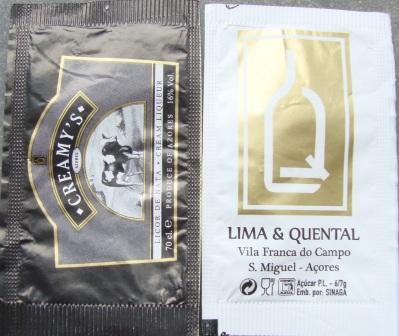 CREAMY'S
LICOR DE NATA • CREAM LIQUEUR
70 cl. e PRODUCE OF AZORES 16% Vol.
LIMA & QUENTAL
Vila Franca do Campo
S. Miguel - Açores
Açúcar P.L. - 6/7g
Emb. por: SINAGA